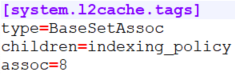 [system.l2cache.tags]
type=BaseSetAssoc
children=indexing_policy
assoc=8